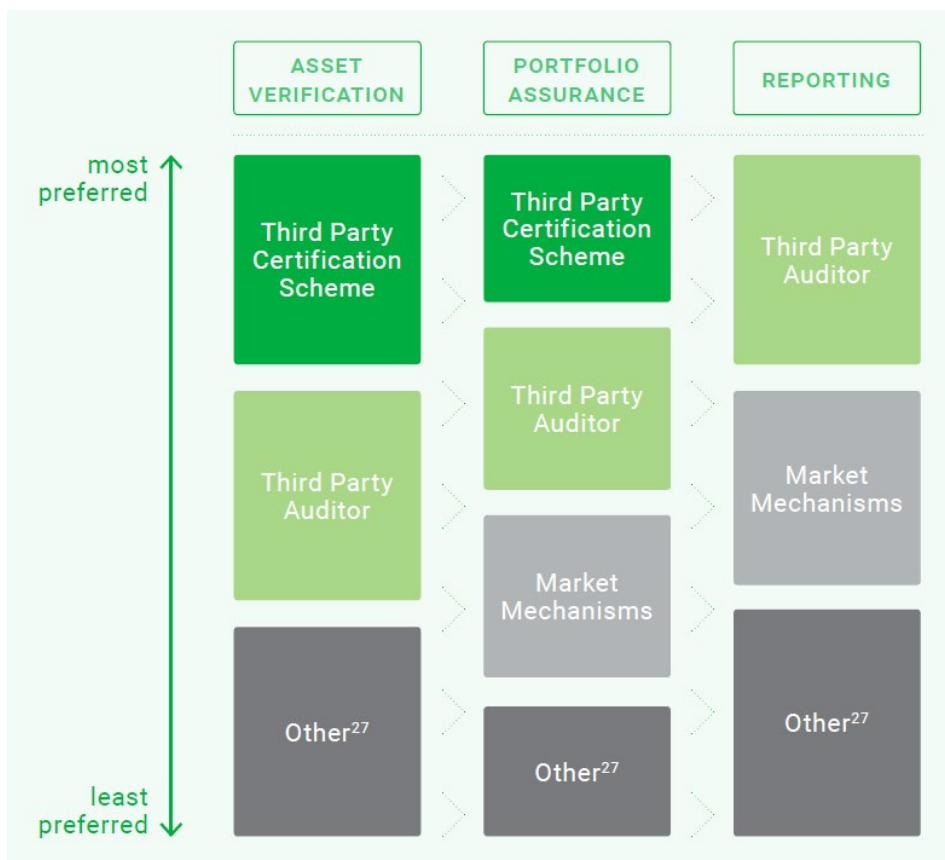 ASSET
VERIFICATION
PORTFOLIO
ASSURANCE
REPORTING
most
preferred
Third Party
Certification
Scheme
Third Party
Auditor
Other27
Third Party
Certification
Scheme
Third Party
Auditor
Market
Mechanisms
Other27
Third Party
Auditor
Market
Mechanisms
Other27
least
preferred